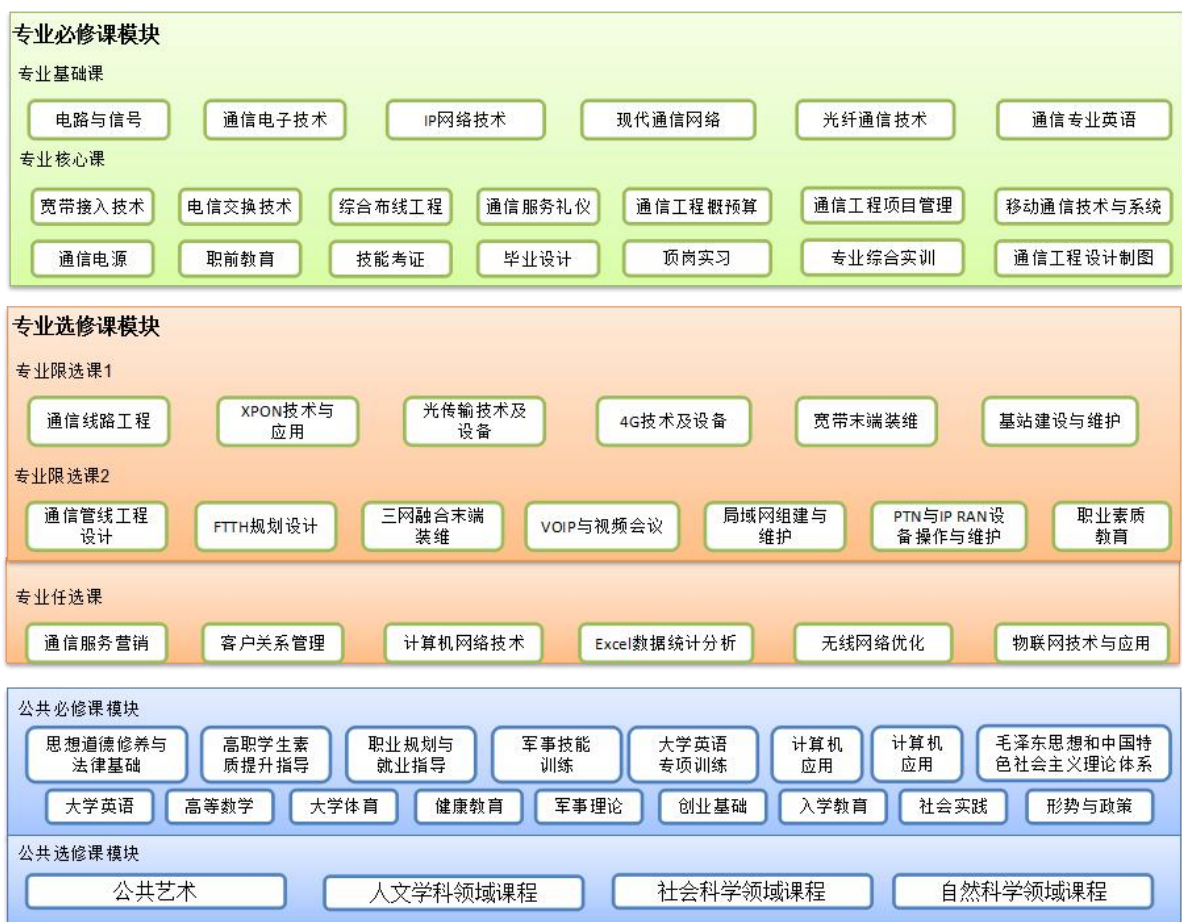 专业必修课模块
专业基础课
电路与信号
通信电子技术
IP网络技术
现代通信网络
光纤通信技术
通信专业英语
专业核心课
宽带接入技术
电信交换技术
综合布线工程
通信服务礼仪
通信工程概预算
通信工程项目管理
移动通信技术与系统
通信电源
职前教育
技能考证
毕业设计
顶岗实习
专业综合实训
通信工程设计制图
专业选修课模块
专业限选课1
通信线路工程
XPON技术与
应用
光传输技术及
设备
4G技术及设备
宽带末端装维
基站建设与维护
专业限选课2
通信管线工程
设计
FTTH规划设计
三网融合末端
装维
VOIP与视频会议
局域网组建与
维护
PTN与IP RAN设
备操作与维护
职业素质
教育
专业任选课
通信服务营销
客户关系管理
计算机网络技术
Excel数据统计分析
无线网络优化
物联网技术与应用
公共必修课模块
思想道德修养与
法律基础
高职学生素
质提升指导
职业规划与
就业指导
军事技能
训练
大学英语
专项训练
计算机
应用
计算机
应用
毛泽东思想和中国特
色社会主义理论体系
大学英语
高等数学
大学体育
健康教育
军事理论
创业基础
入学教育
社会实践
形势与政策
公共选修课模块
公共艺术
人文学科领域课程
社会科学领域课程
自然科学领域课程